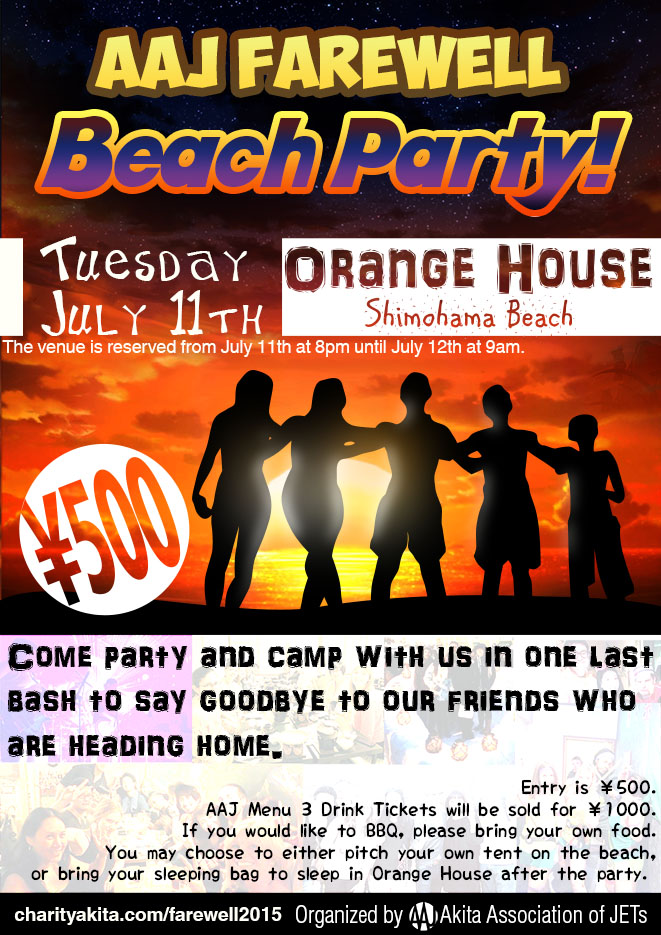 AAJ FAREWELL
Beach Party!
Tuesday
July 11th
Orange House
Shimohama Beach
The venue is reserved from July 11th at 8pm until July 12th at 9am.
¥500
Come party and camp with us in one last
bash to say goodbye to our friends who
are heading home.
Entry is ¥500.
AAJ Menu 3 Drink Tickets will be sold for ¥1000.
If you would like to BBQ, please bring your own food.
You may choose to either pitch your own tent on the beach,
or bring your sleeping bag to sleep in Orange House after the party.
charityakita.com/farewell2015 Organized by AAJ Akita Association of JETs